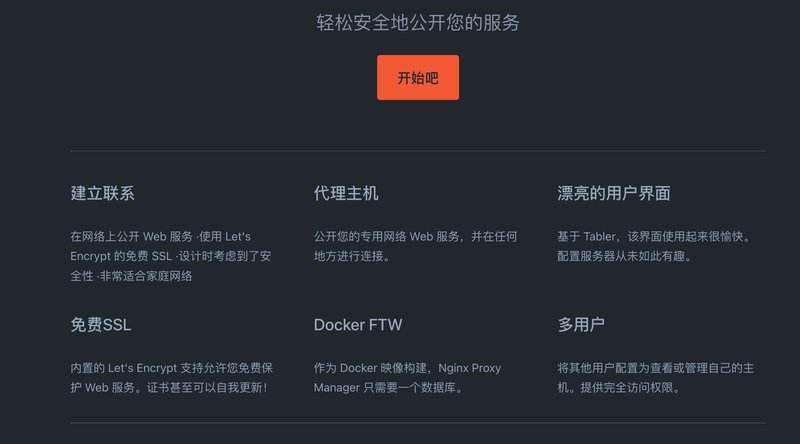 轻松安全地公开您的服务
开始吧
建立联系
在网络上公开 Web 服务 ·使用 Let's
Encrypt 的免费 SSL ·设计时考虑到了安
全性 ·非常适合家庭网络
代理主机
公开您的专用网络 Web 服务，并在任何
地方进行连接。
漂亮的用户界面
基于 Tabler，该界面使用起来很愉快。
配置服务器从未如此有趣。
免费SSL
内置的 Let's Encrypt 支持允许您免费保
护 Web 服务。证书甚至可以自我更新！
Docker FTW
作为 Docker 映像构建，Nginx Proxy
Manager 只需要一个数据库。
多用户
将其他用户配置为查看或管理自己的主
机。提供完全访问权限。